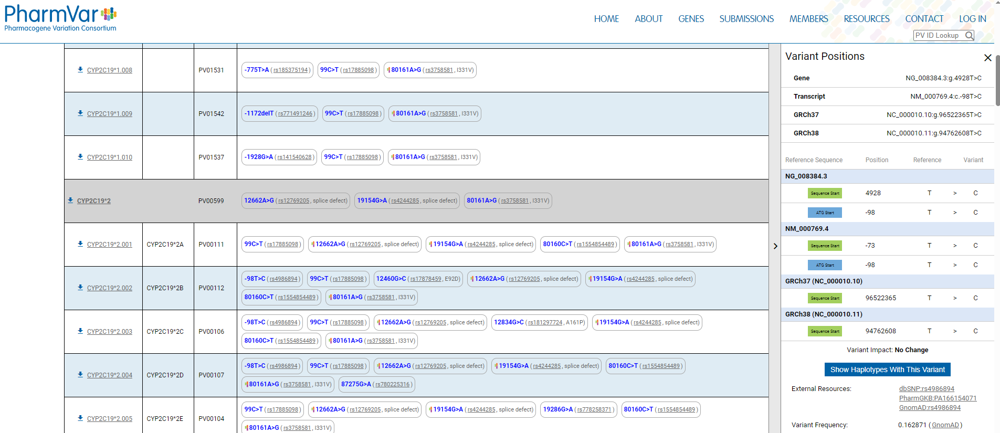 PharmVar
Pharmacogene Variation Consortium
HOME ABOUT GENES SUBMISSIONS MEMBERS RESOURCES CONTACT LOG IN
PV ID Lookup
CYP2C19*1.008 PV01531 -775T>A (rs185375194) 99C>T (rs17885098) 80161A>G (rs3758581, I331V)
CYP2C19*1.009 PV01542 -1172delT (rs771491246) 99C>T (rs17885098) 80161A>G (rs3758581, I331V)
CYP2C19*1.010 PV01537 -1928G>A (rs141540628) 99C>T (rs17885098) 80161A>G (rs3758581, I331V)
CYP2C19*2 PV00599 12662A>G (rs12769205, splice defect) 19154G>A (rs4244285, splice defect) 80161A>G (rs3758581, I331V)
CYP2C19*2.001 CYP2C19*2A PV00111 99C>T (rs17885098) 12662A>G (rs12769205, splice defect) 19154G>A (rs4244285, splice defect) 80160C>T (rs1554854489) 80161A>G (rs3758581, I331V)
CYP2C19*2.002 CYP2C19*2B PV00112 -98T>C (rs4986894) 99C>T (rs17885098) 12460G>C (rs17878459, E92D) 12662A>G (rs12769205, splice defect) 19154G>A (rs4244285, splice defect)
80160C>T (rs1554854489) 80161A>G (rs3758581, I331V)
CYP2C19*2.003 CYP2C19*2C PV00106 -98T>C (rs4986894) 99C>T (rs17885098) 12662A>G (rs12769205, splice defect) 12834G>C (rs181297724, A161P) 19154G>A (rs4244285, splice defect)
80160C>T (rs1554854489) 80161A>G (rs3758581, I331V)
CYP2C19*2.004 CYP2C19*2D PV00107 -98T>C (rs4986894) 99C>T (rs17885098) 12662A>G (rs12769205, splice defect) 19154G>A (rs4244285, splice defect) 80160C>T (rs1554854489)
80161A>G (rs3758581, I331V) 87275G>A (rs780225316)
CYP2C19*2.005 CYP2C19*2E PV00104 99C>T (rs17885098) 12662A>G (rs12769205, splice defect) 19154G>A (rs4244285, splice defect) 19286G>A (rs778258371) 80160C>T (rs1554854489)
80161A>G (rs3758581, I331V)
Variant Positions
Gene NG_008384.3:g.4928T>C
Transcript NM_000769.4:c.-98T>C
GRCh37 NC_000010.10:g.96522365T>C
GRCh38 NC_000010.11:g.94762608T>C
Reference Sequence Position Reference Variant
NG_008384.3
Sequence Start 4928 T > C
ATG Start -98 T > C
NM_000769.4
Sequence Start -73 T > C
ATG Start -98 T > C
GRCh37 (NC_000010.10)
Sequence Start 96522365 T > C
GRCh38 (NC_000010.11)
Sequence Start 94762608 T > C
Variant Impact: No Change
Show Haplotypes With This Variant
External Resources: dbSNP:rs4986894
PharmGKB:PA166154071
GnomAD:rs4986894
Variant Frequency: 0.162871 (GnomAD)